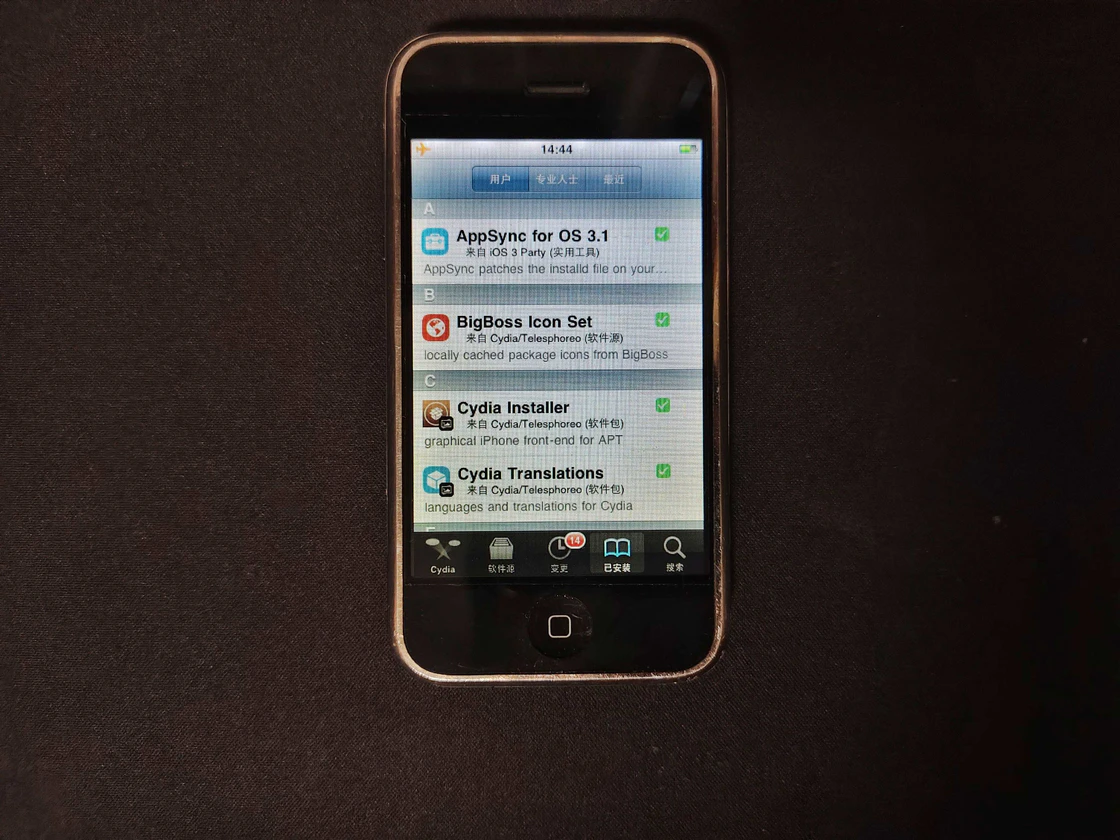 14:44
用户 专业人士 最近
A
AppSync for OS 3.1
来自 iOS 3 Party (实用工具)
AppSync patches the installd file on your…
B
BigBoss Icon Set
来自 Cydia/Telesphoreo (软件源)
locally cached package icons from BigBoss
C
Cydia Installer
来自 Cydia/Telesphoreo (软件包)
graphical iPhone front-end for APT
Cydia Translations
来自 Cydia/Telesphoreo (软件包)
languages and translations for Cydia
14
Cydia 软件源 变更 已安装 搜索